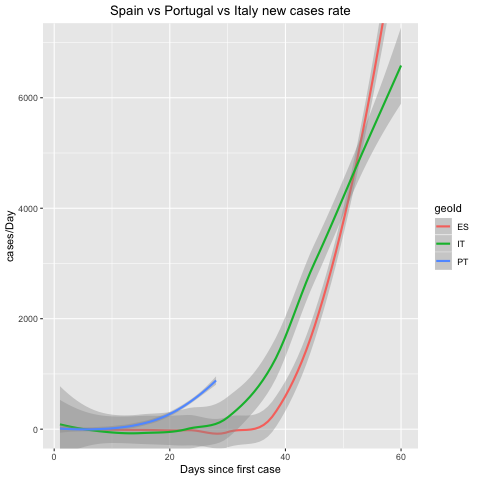 Spain vs Portugal vs Italy new cases rate
6000
4000
2000
0
cases/Day
0 20 40 60
Days since first case
geoId
ES
IT
PT